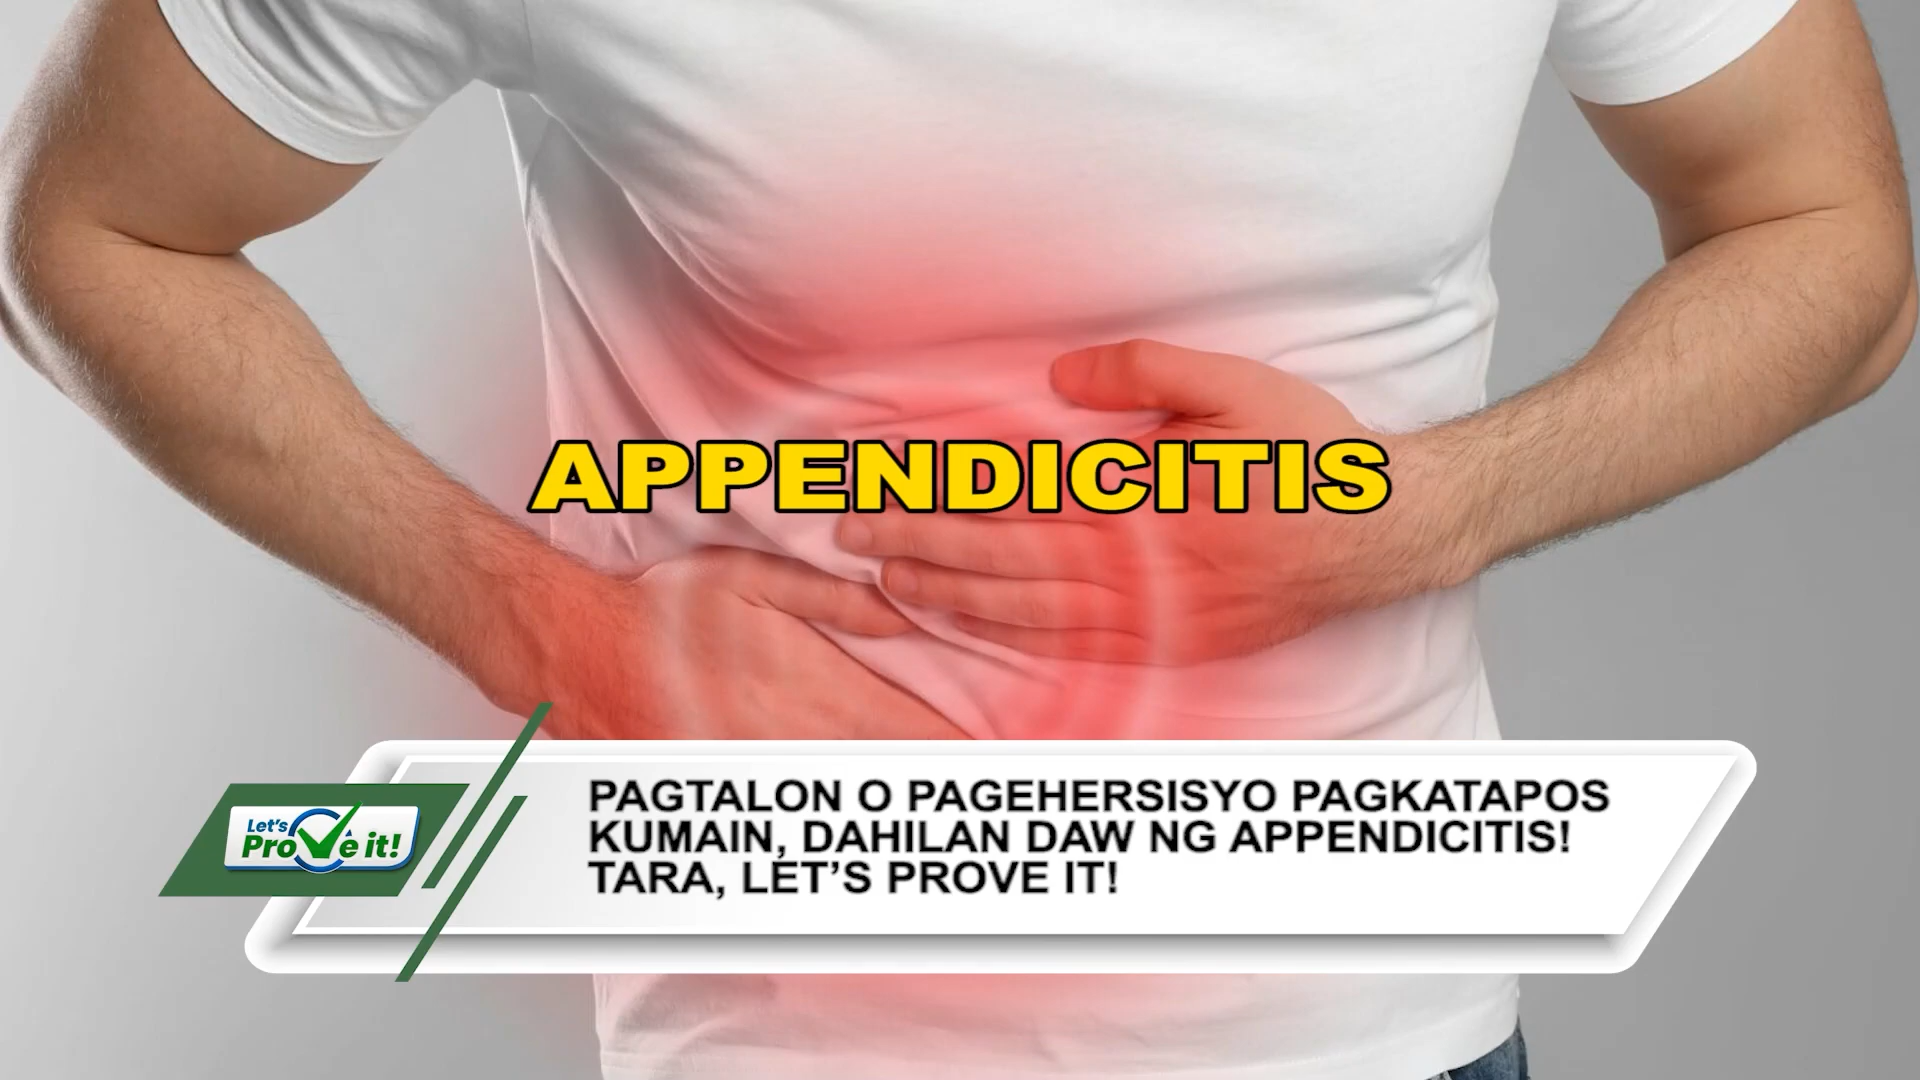 APPENDICITIS
Let's
Prove it!
PAGTALON O PAGEHERSISYO PAGKATAPOS
KUMAIN, DAHILAN DAW NG APPENDICITIS!
TARA, LET'S PROVE IT!